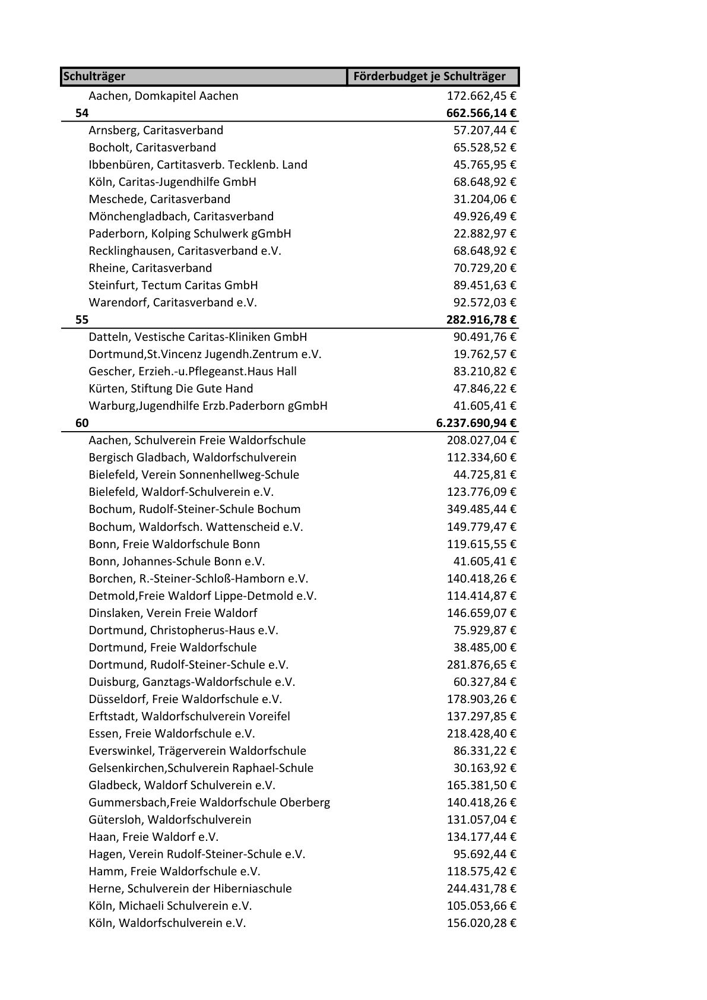 Schulträger Förderbudget je Schulträger
Aachen, Domkapitel Aachen 172.662,45 €
54 662.566,14 €
Arnsberg, Caritasverband 57.207,44 €
Bocholt, Caritasverband 65.528,52 €
Ibbenbüren, Cartitasverb. Tecklenb. Land 45.765,95 €
Köln, Caritas-Jugendhilfe GmbH 68.648,92 €
Meschede, Caritasverband 31.204,06 €
Mönchengladbach, Caritasverband 49.926,49 €
Paderborn, Kolping Schulwerk gGmbH 22.882,97 €
Recklinghausen, Caritasverband e.V. 68.648,92 €
Rheine, Caritasverband 70.729,20 €
Steinfurt, Tectum Caritas GmbH 89.451,63 €
Warendorf, Caritasverband e.V. 92.572,03 €
55 282.916,78 €
Datteln, Vestische Caritas-Kliniken GmbH 90.491,76 €
Dortmund,St.Vincenz Jugendh.Zentrum e.V. 19.762,57 €
Gescher, Erzieh.-u.Pflegeanst.Haus Hall 83.210,82 €
Kürten, Stiftung Die Gute Hand 47.846,22 €
Warburg,Jugendhilfe Erzb.Paderborn gGmbH 41.605,41 €
60 6.237.690,94 €
Aachen, Schulverein Freie Waldorfschule 208.027,04 €
Bergisch Gladbach, Waldorfschulverein 112.334,60 €
Bielefeld, Verein Sonnenhellweg-Schule 44.725,81 €
Bielefeld, Waldorf-Schulverein e.V. 123.776,09 €
Bochum, Rudolf-Steiner-Schule Bochum 349.485,44 €
Bochum, Waldorfsch. Wattenscheid e.V. 149.779,47 €
Bonn, Freie Waldorfschule Bonn 119.615,55 €
Bonn, Johannes-Schule Bonn e.V. 41.605,41 €
Borchen, R.-Steiner-Schloß-Hamborn e.V. 140.418,26 €
Detmold,Freie Waldorf Lippe-Detmold e.V. 114.414,87 €
Dinslaken, Verein Freie Waldorf 146.659,07 €
Dortmund, Christopherus-Haus e.V. 75.929,87 €
Dortmund, Freie Waldorfschule 38.485,00 €
Dortmund, Rudolf-Steiner-Schule e.V. 281.876,65 €
Duisburg, Ganztags-Waldorfschule e.V. 60.327,84 €
Düsseldorf, Freie Waldorfschule e.V. 178.903,26 €
Erftstadt, Waldorfschulverein Voreifel 137.297,85 €
Essen, Freie Waldorfschule e.V. 218.428,40 €
Everswinkel, Trägerverein Waldorfschule 86.331,22 €
Gelsenkirchen,Schulverein Raphael-Schule 30.163,92 €
Gladbeck, Waldorf Schulverein e.V. 165.381,50 €
Gummersbach,Freie Waldorfschule Oberberg 140.418,26 €
Gütersloh, Waldorfschulverein 131.057,04 €
Haan, Freie Waldorf e.V. 134.177,44 €
Hagen, Verein Rudolf-Steiner-Schule e.V. 95.692,44 €
Hamm, Freie Waldorfschule e.V. 118.575,42 €
Herne, Schulverein der Hiberniaschule 244.431,78 €
Köln, Michaeli Schulverein e.V. 105.053,66 €
Köln, Waldorfschulverein e.V. 156.020,28 €